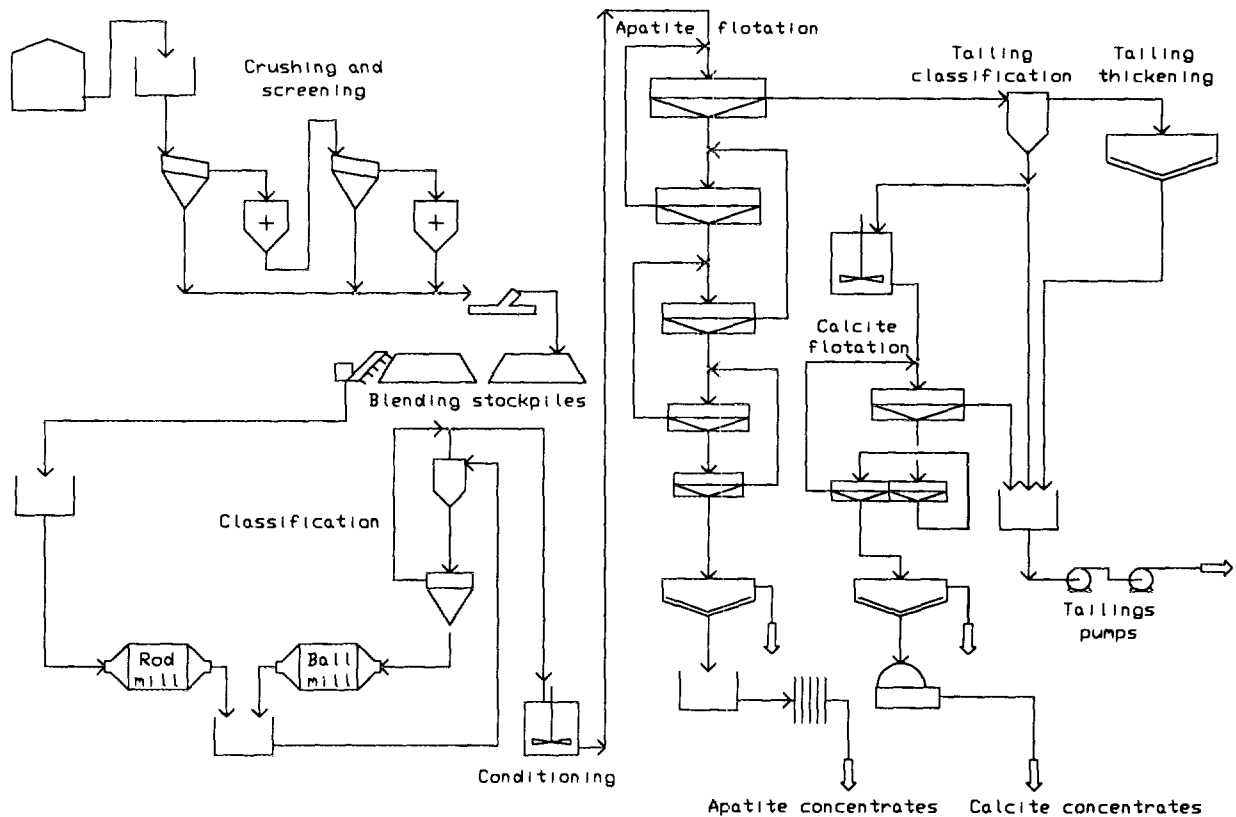 Apatite flotation
Crushing and
screening
Tailing
classification
Tailing
thickening
Calcite
flotation
Blending stockpiles
Classification
Rod
mill
Ball
mill
Tailings
pumps
Conditioning
Apatite concentrates
Calcite concentrates